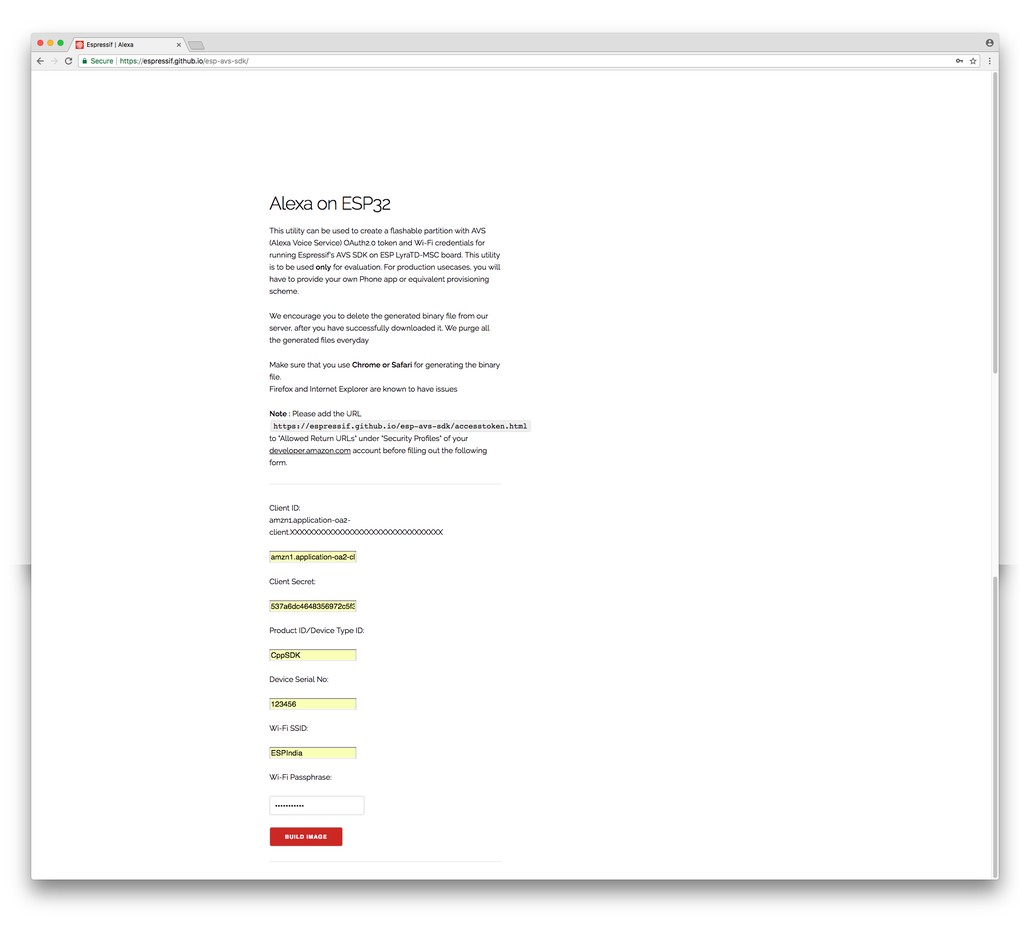 Espressif | Alexa
Secure | https://espressif.github.io/esp-avs-sdk/
Alexa on ESP32
This utility can be used to create a flashable partition with AVS
(Alexa Voice Service) OAuth2.0 token and Wi-Fi credentials for
running Espressif's AVS SDK on ESP LyraTD-MSC board. This utility
is to be used only for evaluation. For production usecases, you will
have to provide your own Phone app or equivalent provisioning
scheme.
We encourage you to delete the generated binary file from our
server, after you have successfully downloaded it. We purge all
the generated files everyday
Make sure that you use Chrome or Safari for generating the binary
file.
Firefox and Internet Explorer are known to have issues
Note : Please add the URL
https://espressif.github.io/esp-avs-sdk/accesstoken.html
to "Allowed Return URLs" under "Security Profiles" of your
developer.amazon.com account before filling out the following
form.
Client ID:
amzn1.application-oa2-
client.XXXXXXXXXXXXXXXXXXXXXXXXXXXXXXXX
amzn1.application-oa2-cl
Client Secret:
537a6dc4648356972c5f3
Product ID/Device Type ID:
CppSDK
Device Serial No:
123456
Wi-Fi SSID:
ESPIndia
Wi-Fi Passphrase:
•••••••••••
BUILD IMAGE